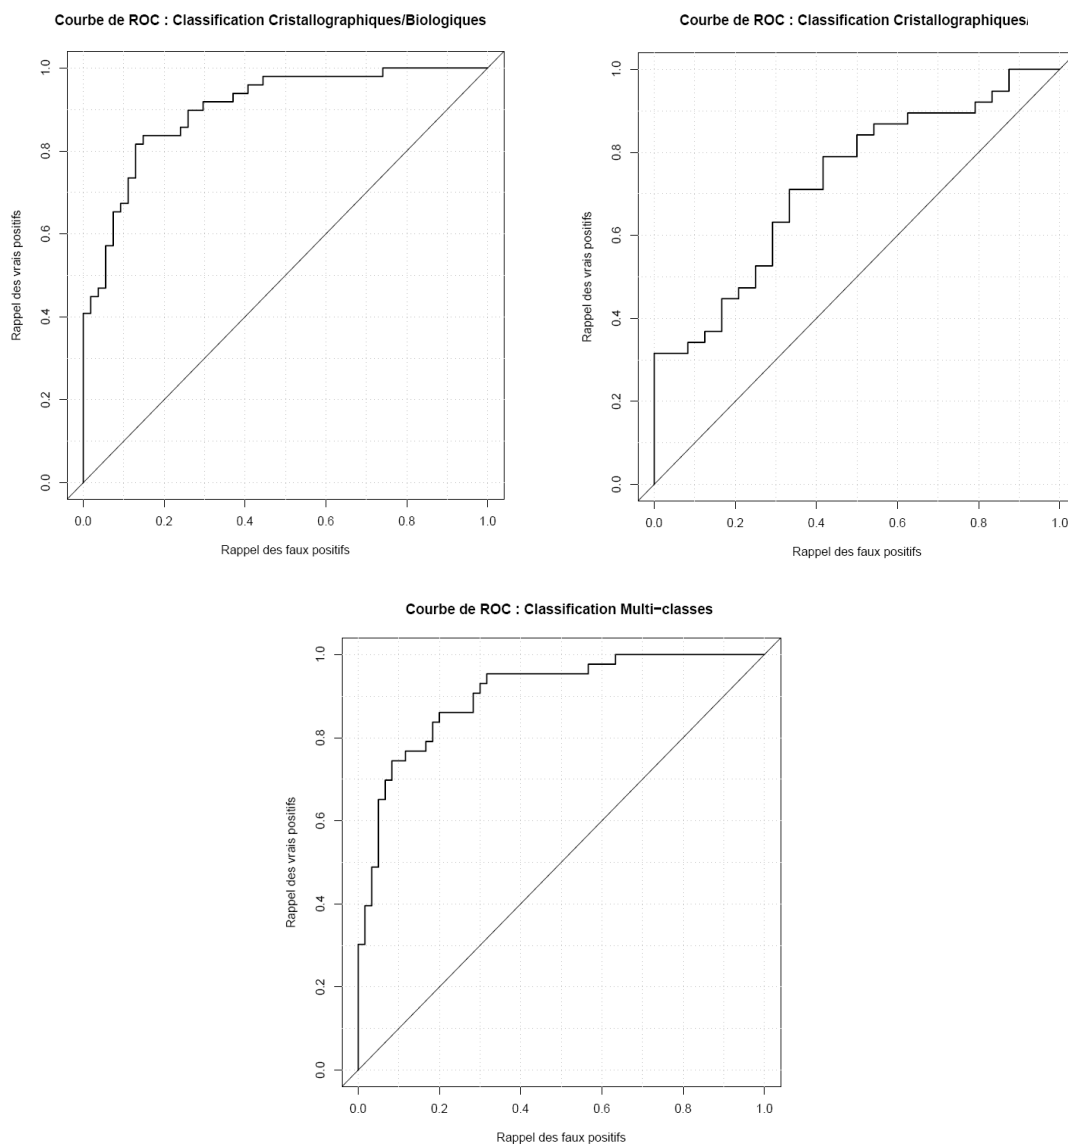 Courbe de ROC : Classification Cristallographiques/Biologiques
Rappel des vrais positifs
1.0
0.8
0.6
0.4
0.2
0.0
0.0 0.2 0.4 0.6 0.8 1.0
Rappel des faux positifs
Courbe de ROC : Classification Cristallographiques/
Rappel des vrais positifs
1.0
0.8
0.6
0.4
0.2
0.0
0.0 0.2 0.4 0.6 0.8 1.0
Rappel des faux positifs
Courbe de ROC : Classification Multi−classes
Rappel des vrais positifs
1.0
0.8
0.6
0.4
0.2
0.0
0.0 0.2 0.4 0.6 0.8 1.0
Rappel des faux positifs